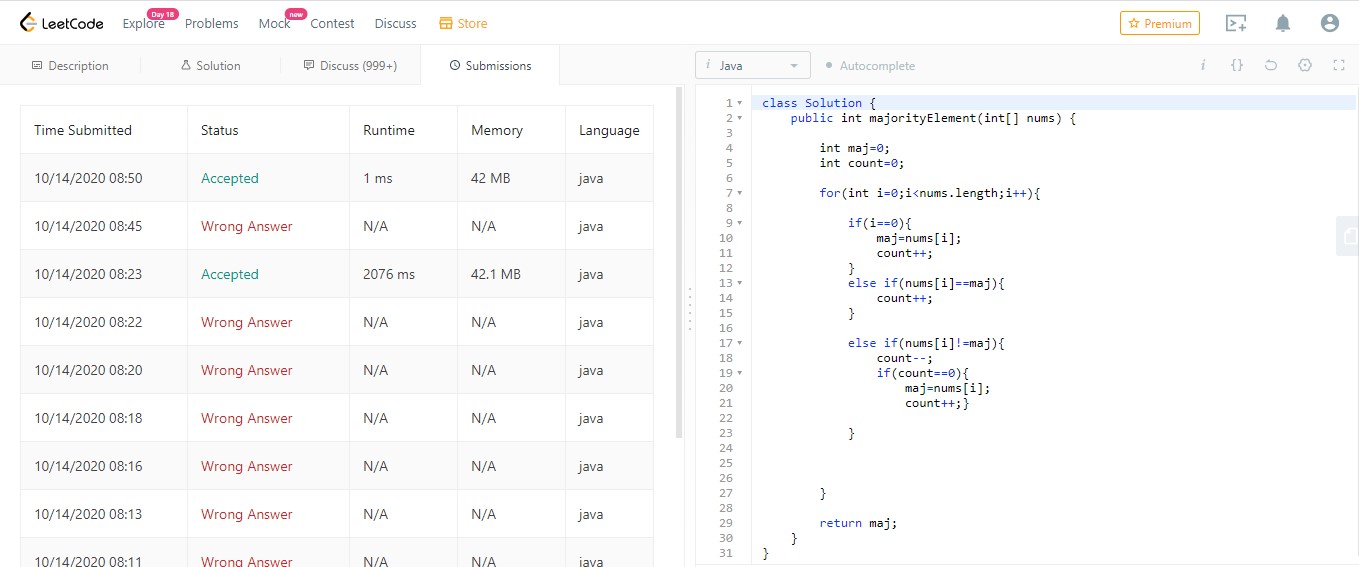 LeetCode Explore Day 18 Problems Mock new Contest Discuss Store Premium
Description Solution Discuss (999+) Submissions
i Java Autocomplete i {}
Time Submitted Status Runtime Memory Language
10/14/2020 08:50 Accepted 1 ms 42 MB java
10/14/2020 08:45 Wrong Answer N/A N/A java
10/14/2020 08:23 Accepted 2076 ms 42.1 MB java
10/14/2020 08:22 Wrong Answer N/A N/A java
10/14/2020 08:20 Wrong Answer N/A N/A java
10/14/2020 08:18 Wrong Answer N/A N/A java
10/14/2020 08:16 Wrong Answer N/A N/A java
10/14/2020 08:13 Wrong Answer N/A N/A java
10/14/2020 08:11 Wrong Answer N/A N/A java
1 class Solution {
2 public int majorityElement(int[] nums) {
3
4 int maj=0;
5 int count=0;
6
7 for(int i=0;i<nums.length;i++){
8
9 if(i==0){
10 maj=nums[i];
11 count++;
12 }
13 else if(nums[i]==maj){
14 count++;
15 }
16
17 else if(nums[i]!=maj){
18 count--;
19 if(count==0){
20 maj=nums[i];
21 count++;}
22
23 }
24
25
26
27 }
28
29 return maj;
30 }
31 }